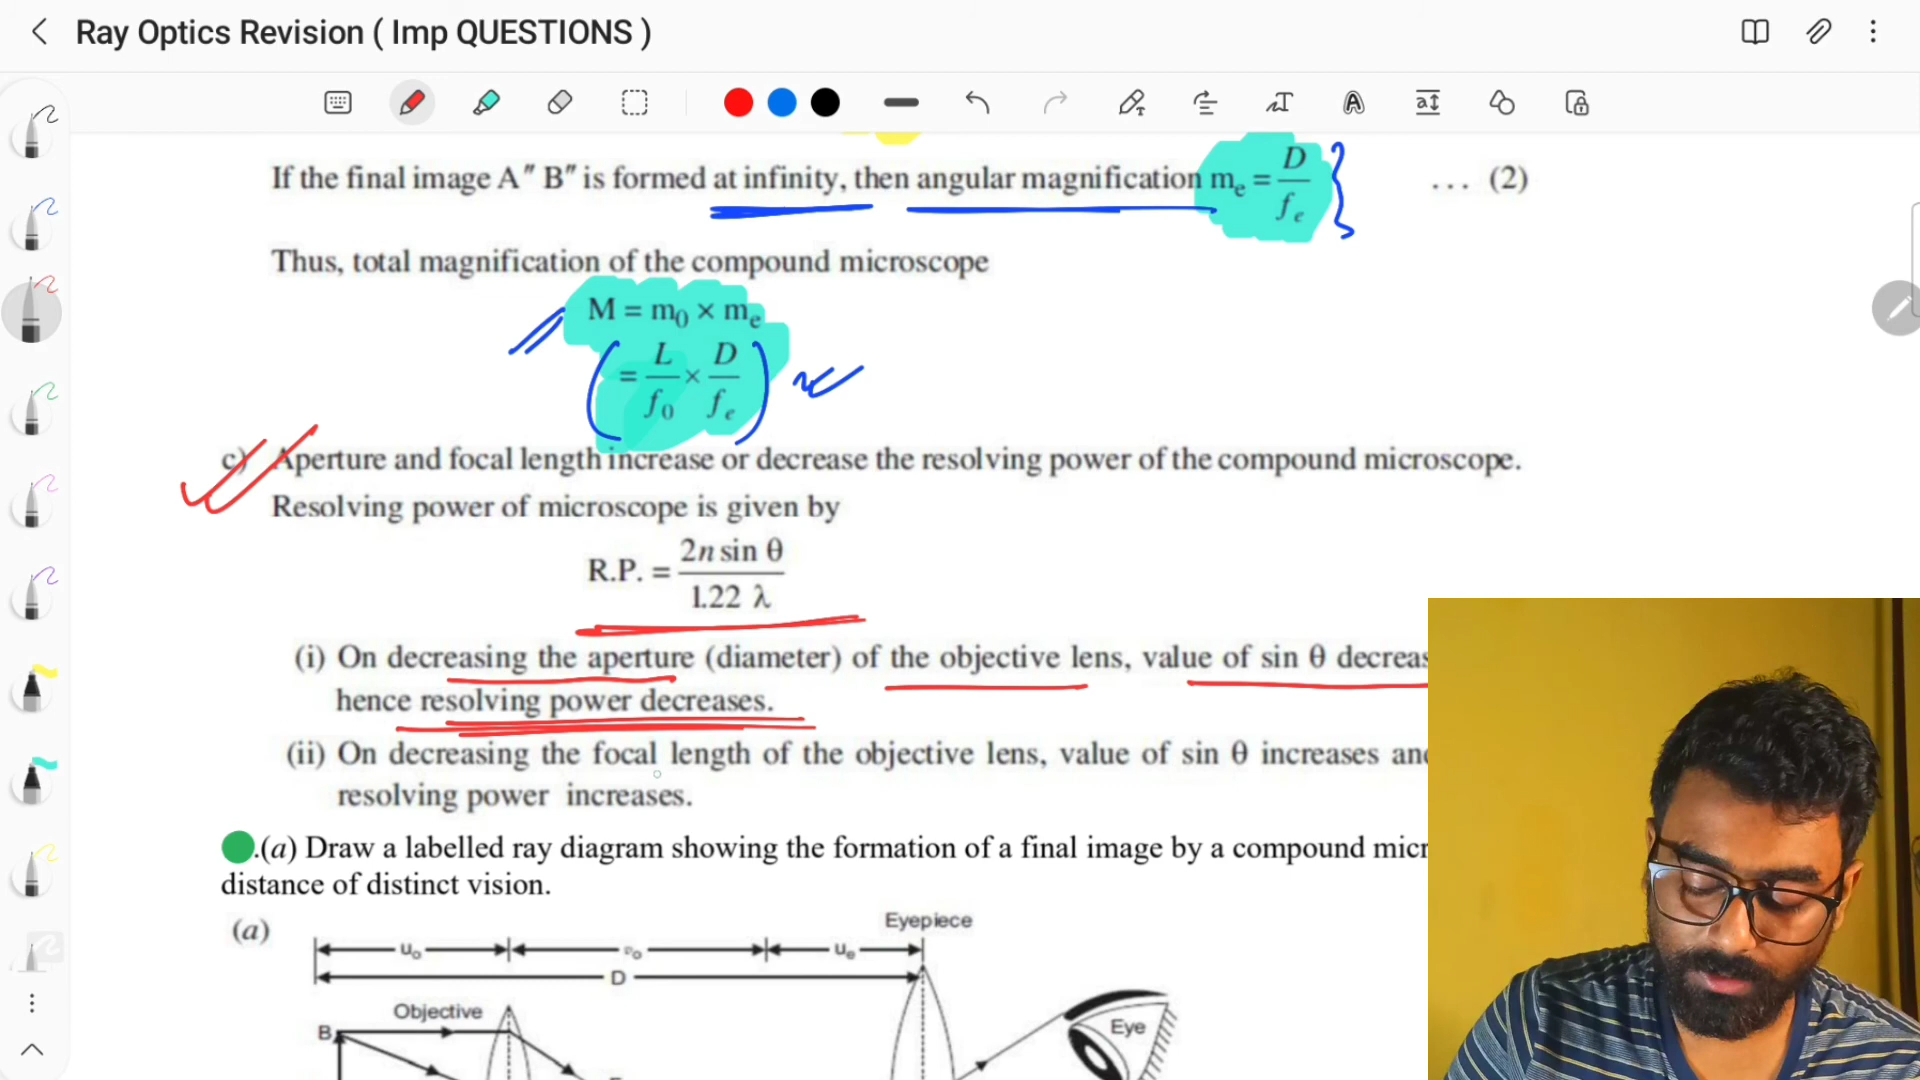 Ray Optics Revision ( Imp QUESTIONS )
If the final image A″ B″ is formed at infinity, then angular magnification mₑ = D/fₑ ... (2)
Thus, total magnification of the compound microscope
M = m₀ × mₑ
= L/f₀ × D/fₑ
c) Aperture and focal length increase or decrease the resolving power of the compound microscope.
Resolving power of microscope is given by
R.P. = 2n sin θ / 1.22 λ
(i) On decreasing the aperture (diameter) of the objective lens, value of sin θ decreas
hence resolving power decreases.
(ii) On decreasing the focal length of the objective lens, value of sin θ increases and
resolving power increases.
.(a) Draw a labelled ray diagram showing the formation of a final image by a compound micr
distance of distinct vision.
Eyepiece
(a)
uₒ vₒ uₑ
D
Objective
B
Eye